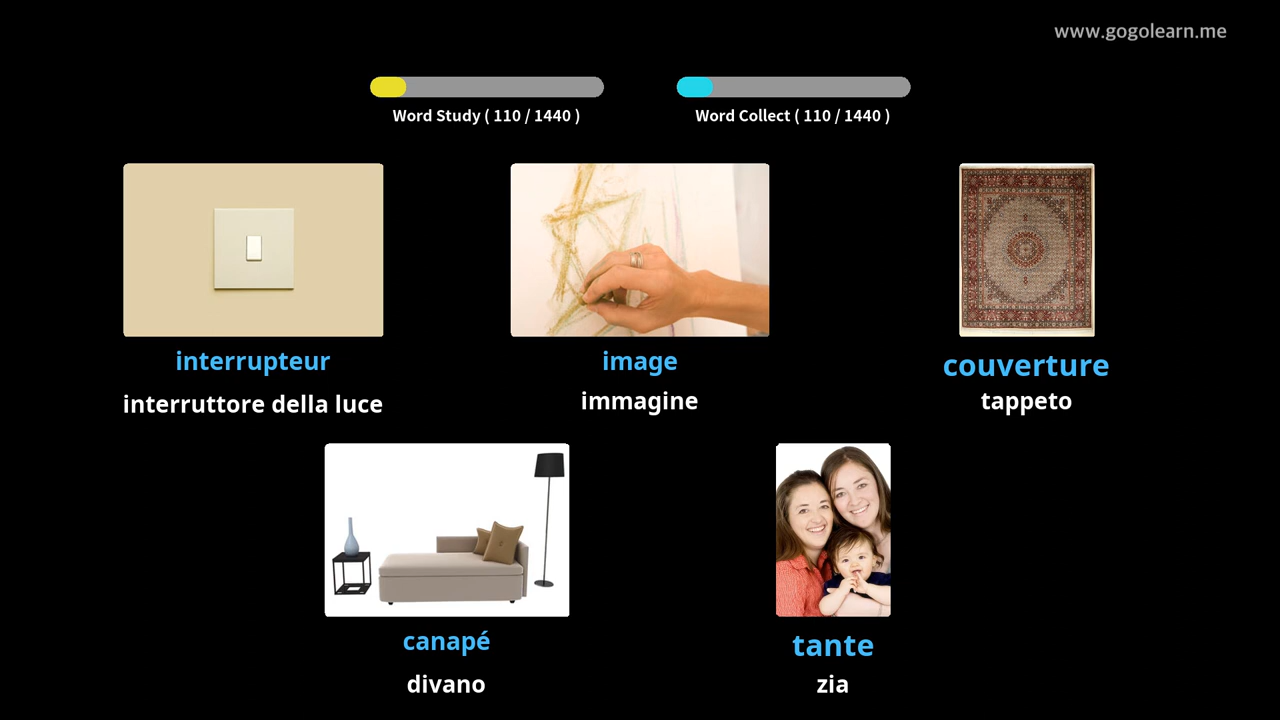 www.gogolearn.me
Word Study ( 110 / 1440 )
Word Collect ( 110 / 1440 )
interrupteur
interruttore della luce
image
immagine
couverture
tappeto
canapé
divano
tante
zia